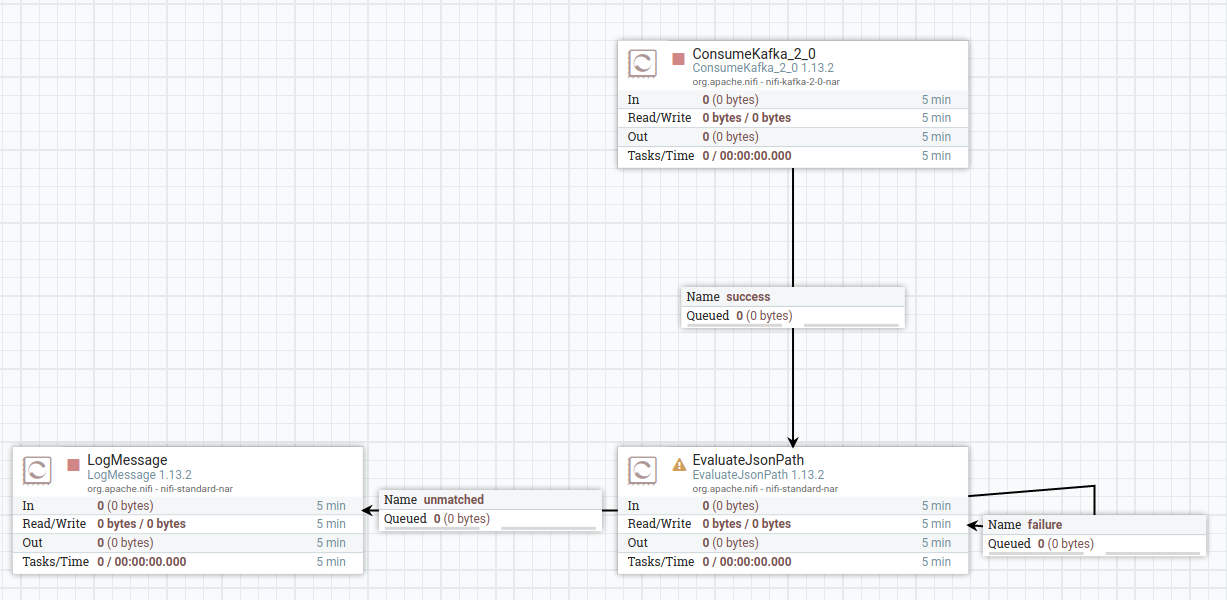 ConsumeKafka_2_0
ConsumeKafka_2_0 1.13.2
org.apache.nifi - nifi-kafka-2-0-nar
In 0 (0 bytes) 5 min
Read/Write 0 bytes / 0 bytes 5 min
Out 0 (0 bytes) 5 min
Tasks/Time 0 / 00:00:00.000 5 min
Name success
Queued 0 (0 bytes)
LogMessage
LogMessage 1.13.2
org.apache.nifi - nifi-standard-nar
In 0 (0 bytes) 5 min
Read/Write 0 bytes / 0 bytes 5 min
Out 0 (0 bytes) 5 min
Tasks/Time 0 / 00:00:00.000 5 min
Name unmatched
Queued 0 (0 bytes)
EvaluateJsonPath
EvaluateJsonPath 1.13.2
org.apache.nifi - nifi-standard-nar
In 0 (0 bytes) 5 min
Read/Write 0 bytes / 0 bytes 5 min
Out 0 (0 bytes) 5 min
Tasks/Time 0 / 00:00:00.000 5 min
Name failure
Queued 0 (0 bytes)